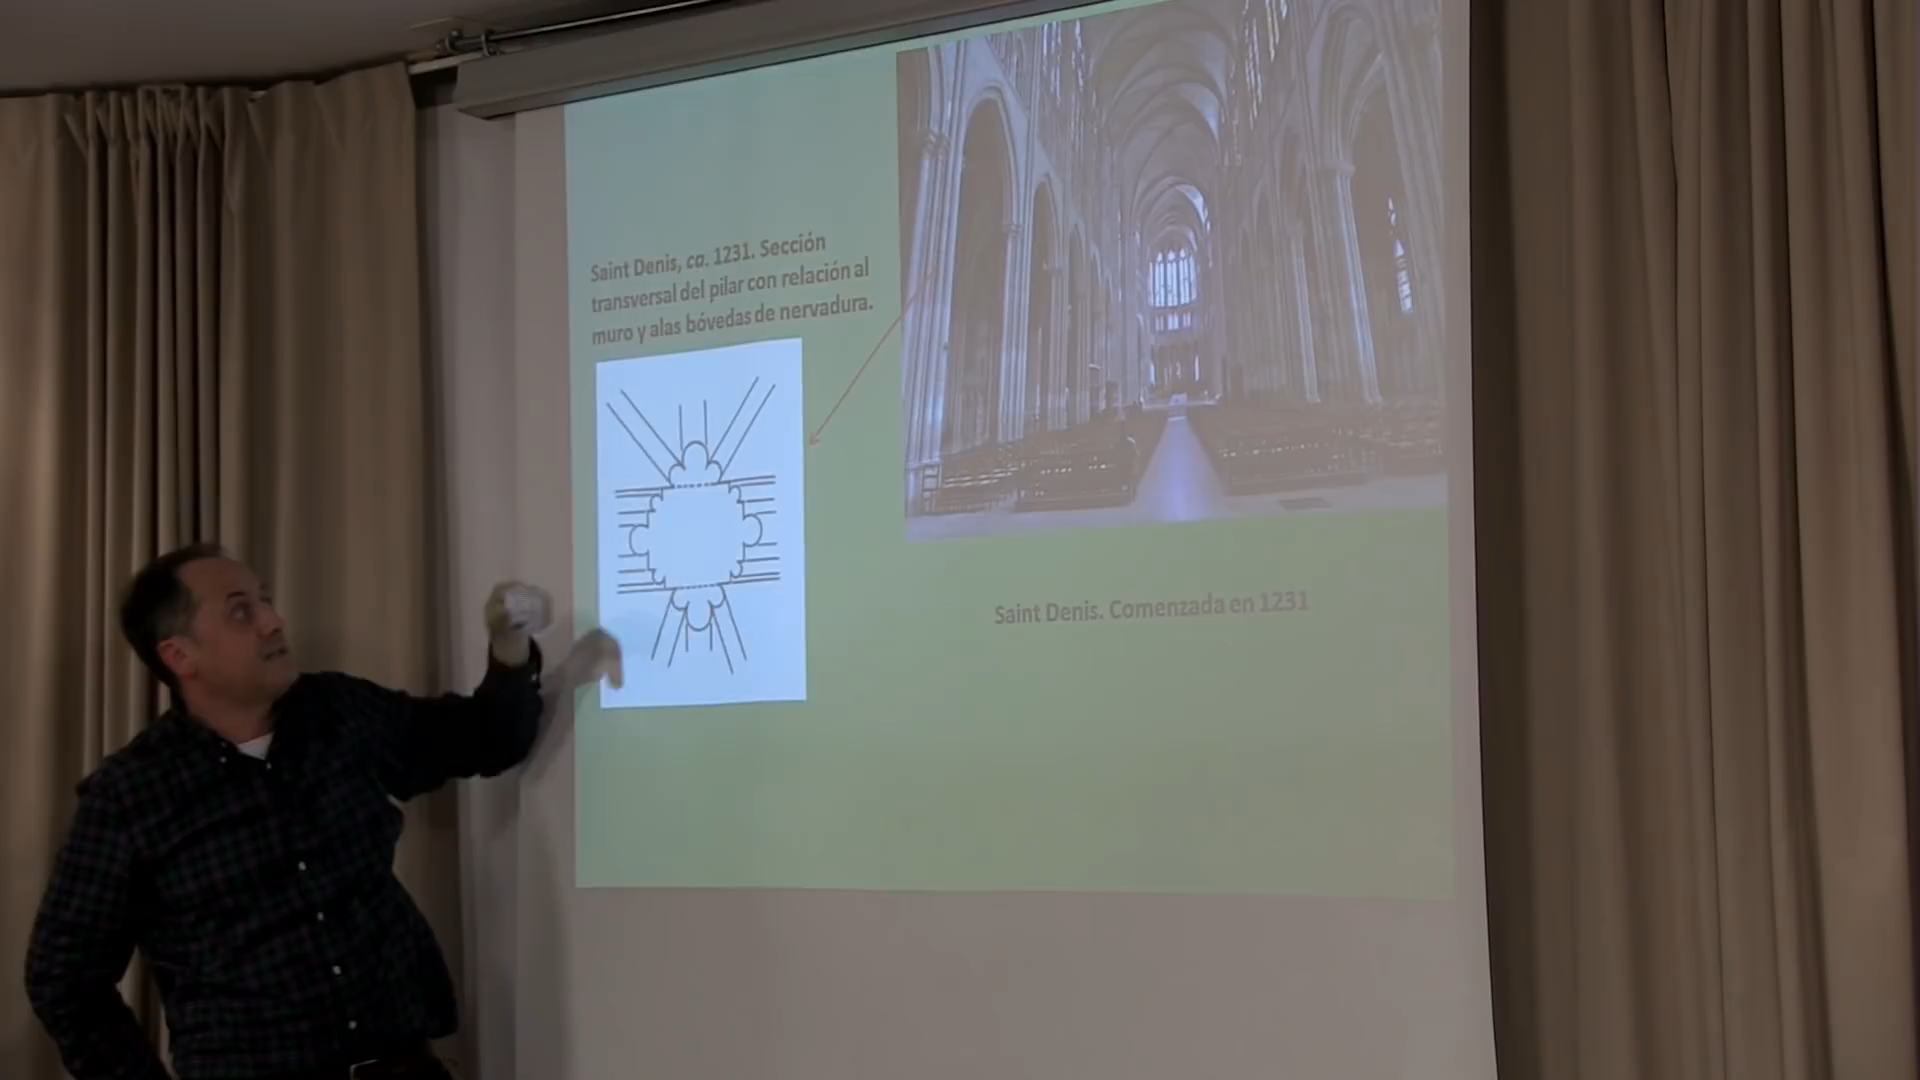 Saint Denis, ca. 1231. Sección
transversal del pilar con relación al
muro y alas bóvedas de nervadura.
Saint Denis. Comenzada en 1231